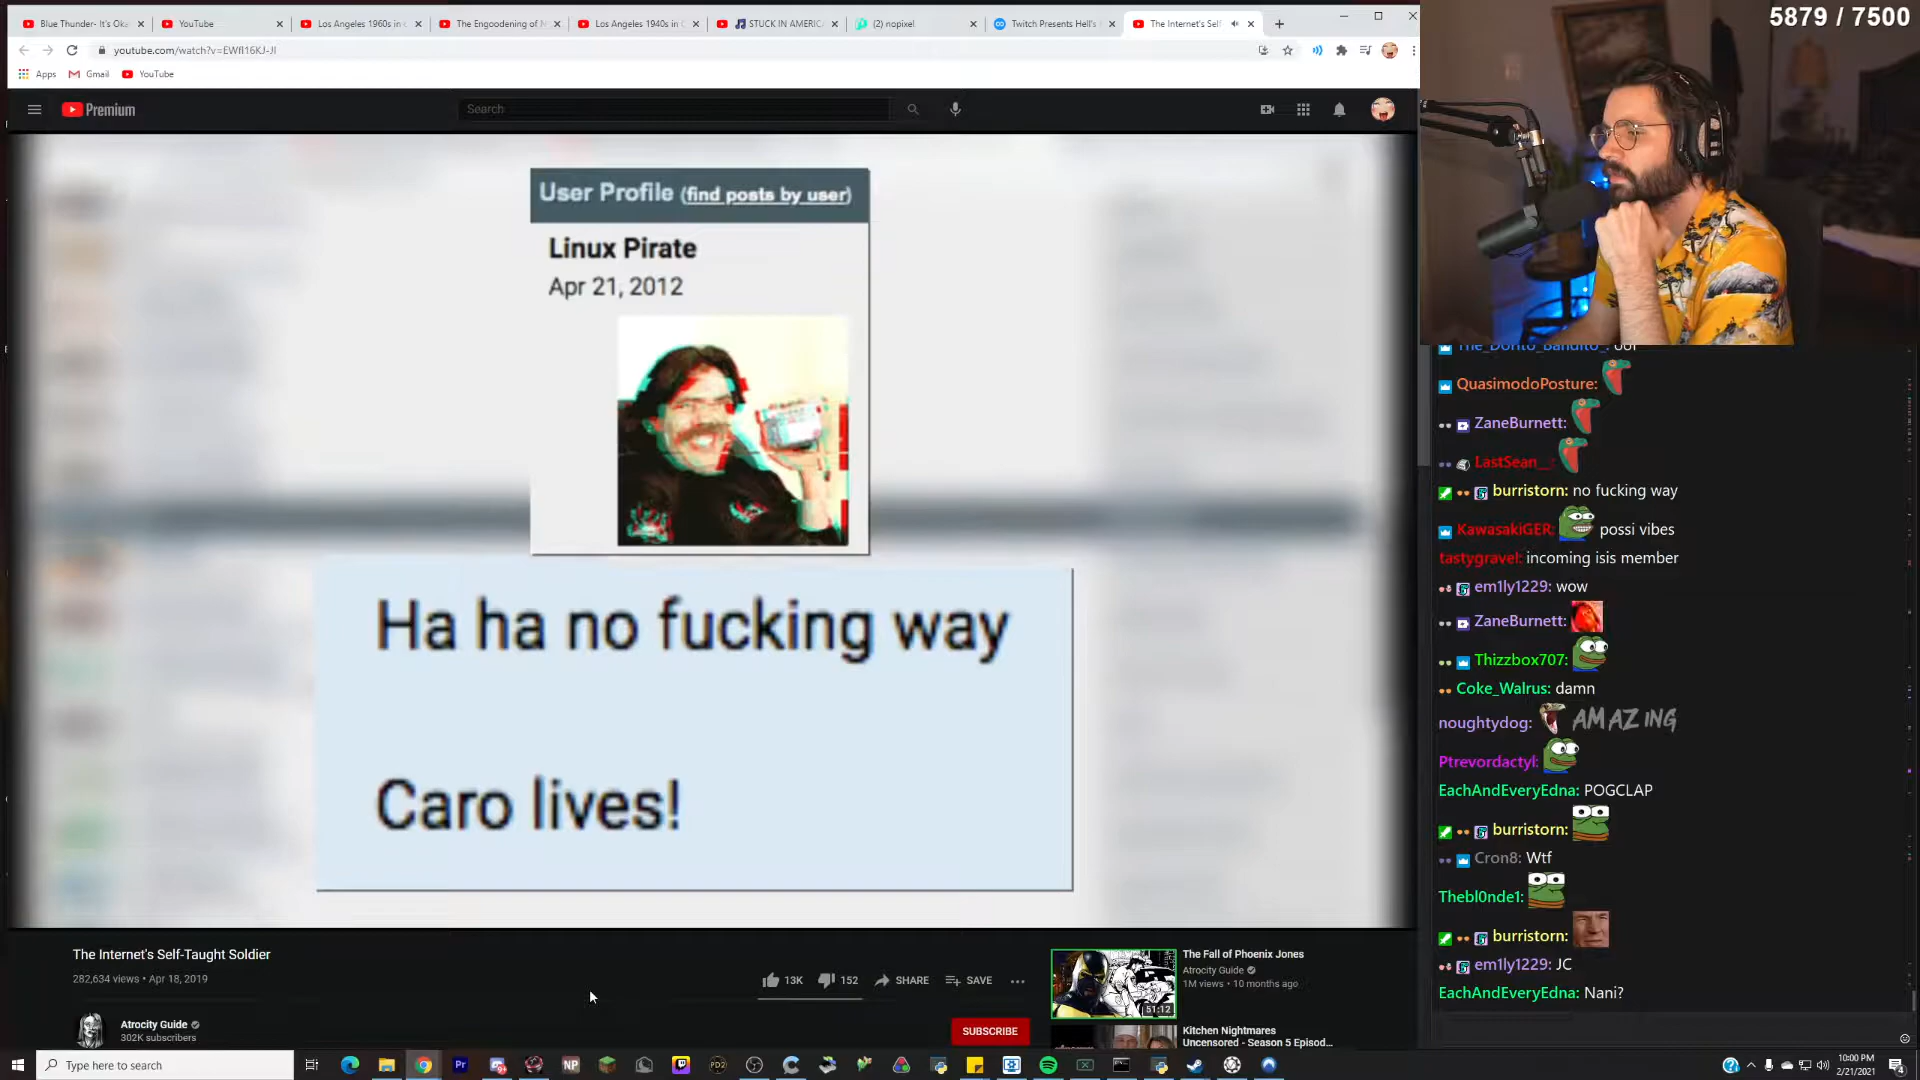 Blue Thunder- It's Oka
YouTube
Los Angeles 1960s in c
The Engoodening of N
Los Angeles 1940s in C
STUCK IN AMERIC
(2) nopixel
Twitch Presents Hell's
The Internet's Self
5879 / 7500
youtube.com/watch?v=EWfI16KJ-JI
Apps
Gmail
YouTube
Premium
Search
User Profile (find posts by user)
Linux Pirate
Apr 21, 2012
Ha ha no fucking way
Caro lives!
The_Dorito_Bandito_: oof
QuasimodoPosture:
ZaneBurnett:
LastSean__:
burristorn: no fucking way
KawasakiGER: possi vibes
tastygravel: incoming isis member
em1ly1229: wow
ZaneBurnett:
Thizzbox707:
Coke_Walrus: damn
noughtydog: AMAZING
Ptrevordactyl:
EachAndEveryEdna: POGCLAP
burristorn:
Cron8: Wtf
Thebl0nde1:
burristorn:
em1ly1229: JC
EachAndEveryEdna: Nani?
The Internet's Self-Taught Soldier
282,634 views • Apr 18, 2019
13K
152
SHARE
SAVE
Atrocity Guide
302K subscribers
SUBSCRIBE
51:12
The Fall of Phoenix Jones
Atrocity Guide
1M views • 10 months ago
Kitchen Nightmares
Uncensored - Season 5 Episod...
Type here to search
Pr
NP
PD2
10:00 PM
2/21/2021